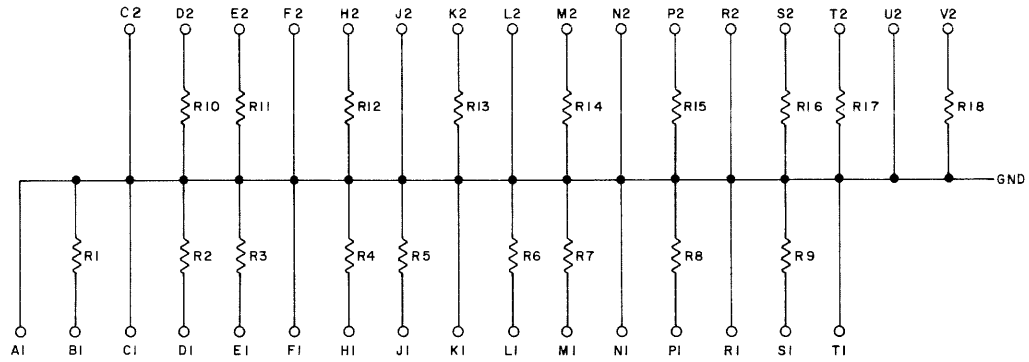 C2 D2 E2 F2 H2 J2 K2 L2 M2 N2 P2 R2 S2 T2 U2 V2
R10 R11 R12 R13 R14 R15 R16 R17 R18
GND
R1 R2 R3 R4 R5 R6 R7 R8 R9
A1 B1 C1 D1 E1 F1 H1 J1 K1 L1 M1 N1 P1 R1 S1 T1